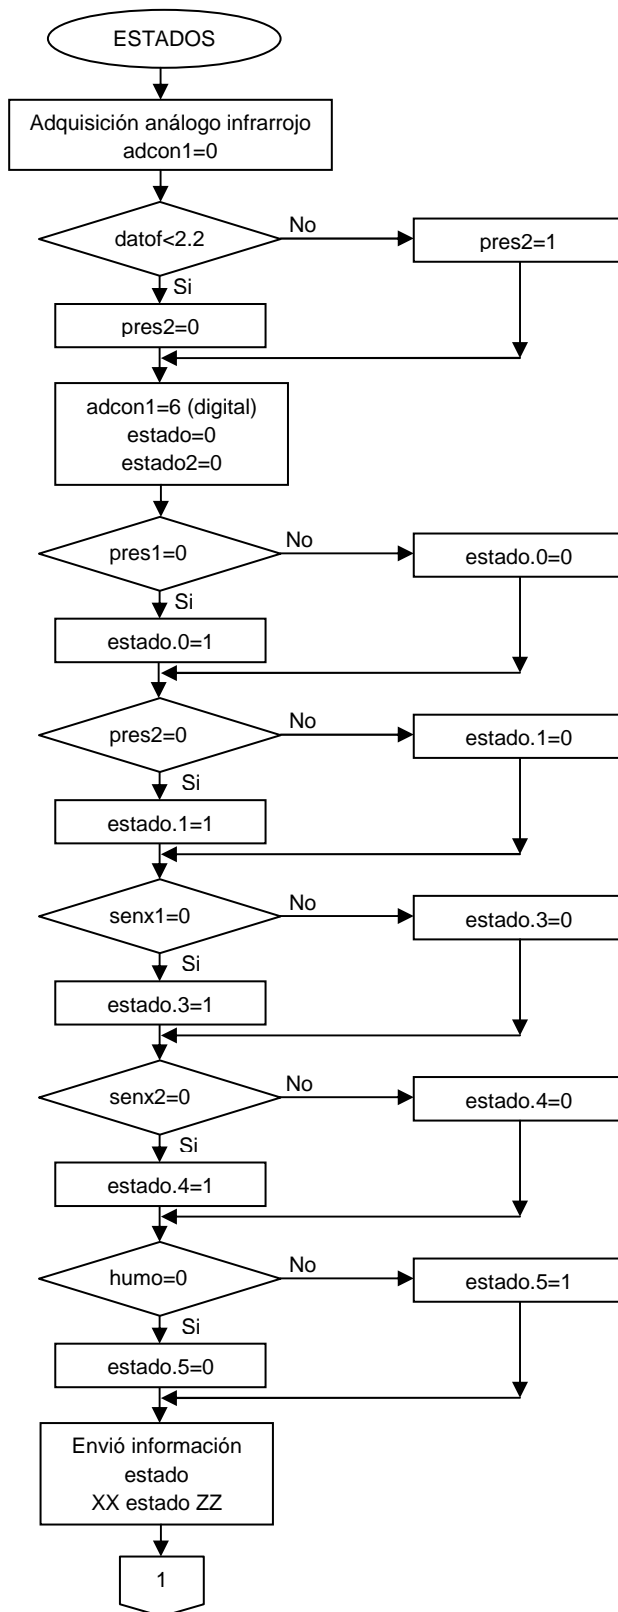 ESTADOS
Adquisición análogo infrarrojo
adcon1=0
datof<2.2
No
pres2=1
Si
pres2=0
adcon1=6 (digital)
estado=0
estado2=0
pres1=0
No
estado.0=0
Si
estado.0=1
pres2=0
No
estado.1=0
Si
estado.1=1
senx1=0
No
estado.3=0
Si
estado.3=1
senx2=0
No
estado.4=0
Si
estado.4=1
humo=0
No
estado.5=1
Si
estado.5=0
Envió información
estado
XX estado ZZ
1